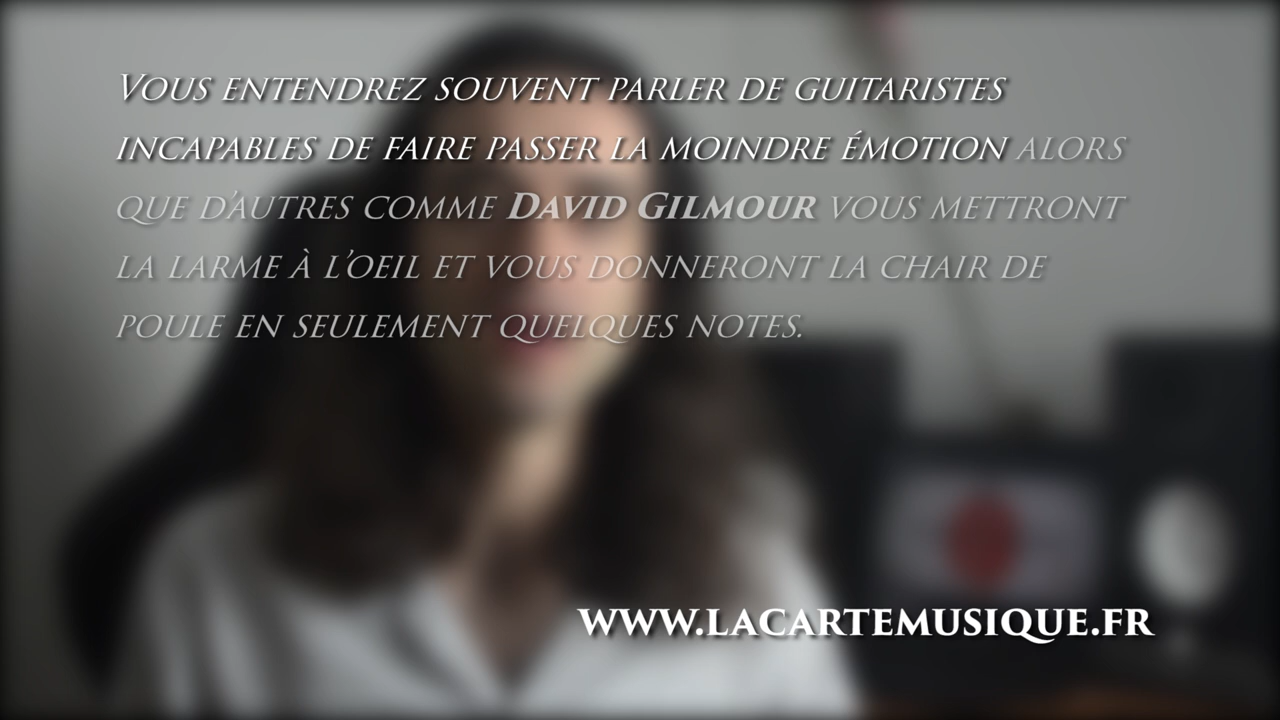 Vous entendrez souvent parler de guitaristes
incapables de faire passer la moindre émotion alors
que d'autres comme David Gilmour vous mettront
la larme à l'oeil et vous donneront la chair de
poule en seulement quelques notes.
www.lacartemusique.fr